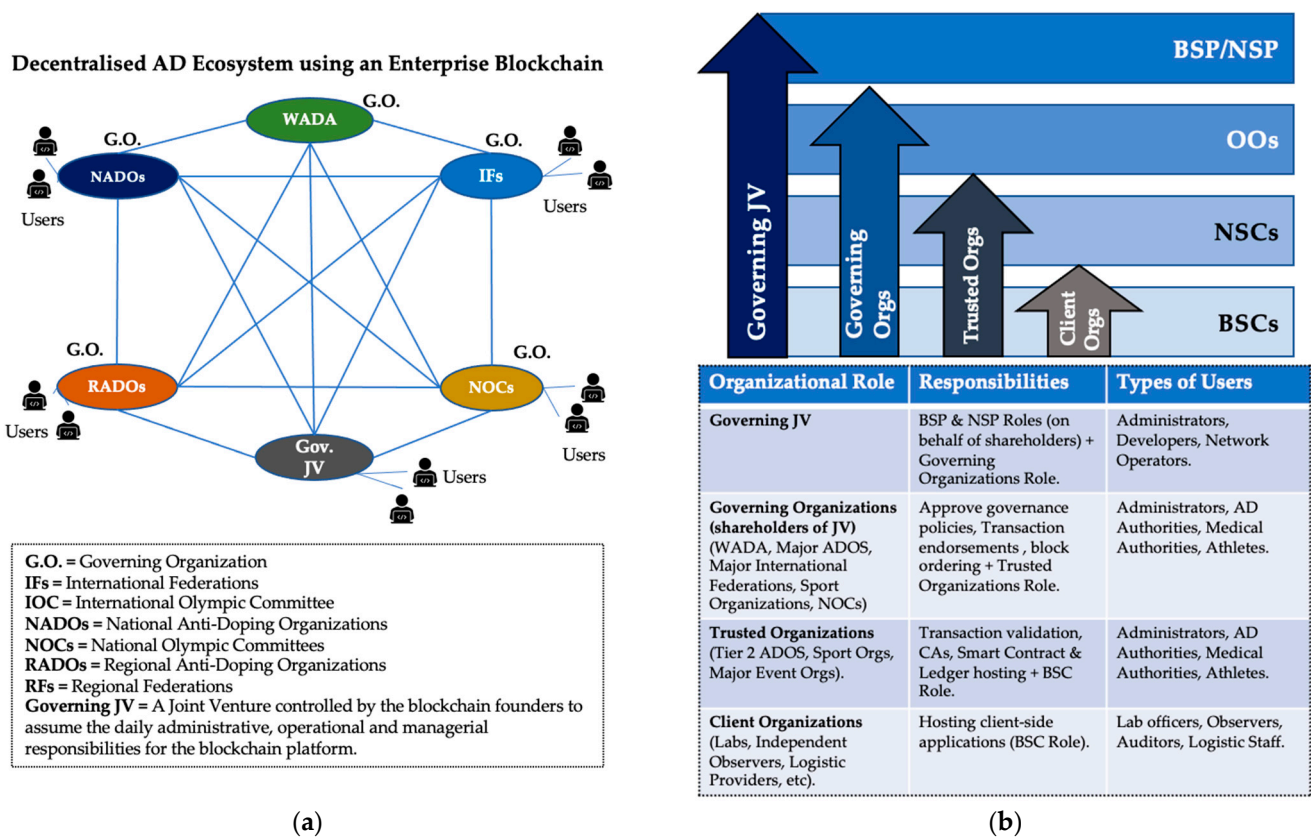 Decentralised AD Ecosystem using an Enterprise Blockchain
G.O.
WADA
G.O.
G.O.
NADOs
IFs
Users
Users
G.O.
G.O.
RADOs
NOCs
Users
Users
Gov.
JV
Users
G.O. = Governing Organization
IFs = International Federations
IOC = International Olympic Committee
NADOs = National Anti-Doping Organizations
NOCs = National Olympic Committees
RADOs = Regional Anti-Doping Organizations
RFs = Regional Federations
Governing JV = A Joint Venture controlled by the blockchain founders to
assume the daily administrative, operational and managerial
responsibilities for the blockchain platform.
(a)
BSP/NSP
OOs
NSCs
BSCs
Governing JV
Governing
Orgs
Trusted Orgs
Client
Orgs
Organizational Role
Responsibilities
Types of Users
Governing JV
BSP & NSP Roles (on
behalf of shareholders) +
Governing
Organizations Role.
Administrators,
Developers, Network
Operators.
Governing Organizations
(shareholders of JV)
(WADA, Major ADOS,
Major International
Federations, Sport
Organizations, NOCs)
Approve governance
policies, Transaction
endorsements , block
ordering + Trusted
Organizations Role.
Administrators, AD
Authorities, Medical
Authorities, Athletes.
Trusted Organizations
(Tier 2 ADOS, Sport Orgs,
Major Event Orgs).
Transaction validation,
CAs, Smart Contract &
Ledger hosting + BSC
Role.
Administrators, AD
Authorities, Medical
Authorities, Athletes.
Client Organizations
(Labs, Independent
Observers, Logistic
Providers, etc).
Hosting client-side
applications (BSC Role).
Lab officers, Observers,
Auditors, Logistic Staff.
(b)